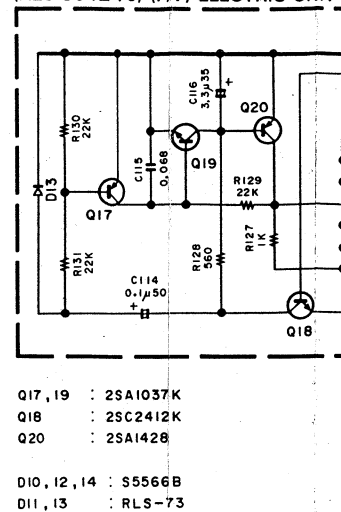 C116
3.3µ35
+
R130
22K
Q20
C115
0.068
Q19
D13
R129
22K
Q17
R131
22K
R128
560
R127
1K
C114
0.1µ50
+
Q18
Q17,19 : 2SA1037K
Q18 : 2SC2412K
Q20 : 2SA1428
D10,12,14 : S5566B
D11,13 : RLS-73